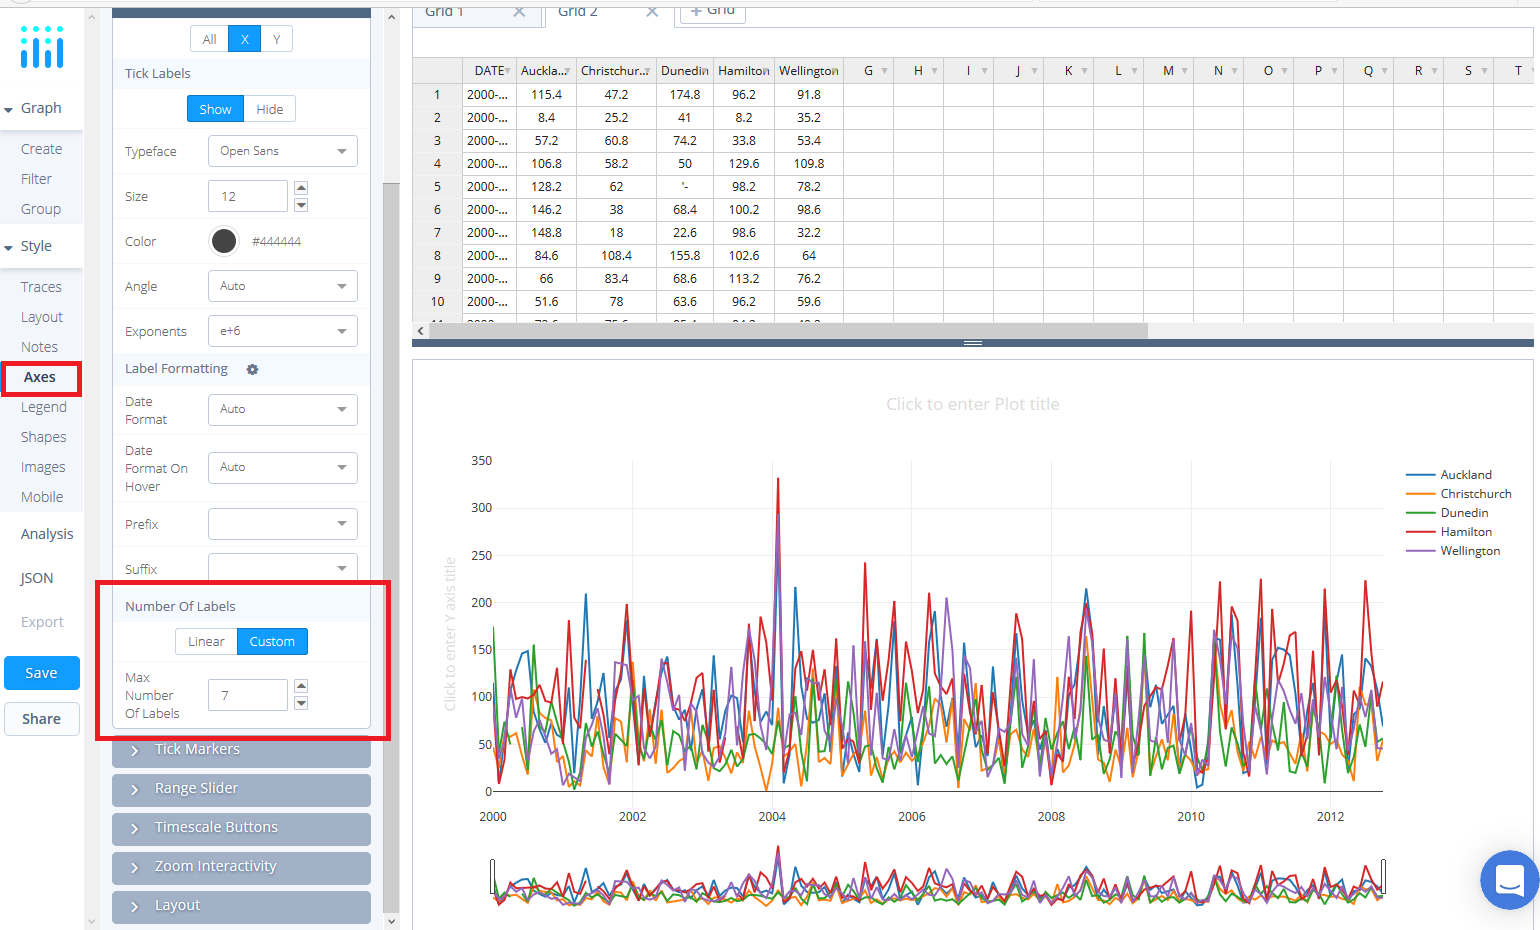 Grid 1
Grid 2
Grid
All X Y
Tick Labels
Show Hide
Typeface Open Sans
Size 12
Color #444444
Angle Auto
Exponents e+6
Label Formatting
Date
Format
Auto
Date
Format On
Hover
Auto
Prefix
Suffix
Number Of Labels
Linear Custom
Max
Number
Of Labels
7
Tick Markers
Range Slider
Timescale Buttons
Zoom Interactivity
Layout
Graph
Create
Filter
Group
Style
Traces
Layout
Notes
Axes
Legend
Shapes
Images
Mobile
Analysis
JSON
Export
Save
Share
DATE Auckla... Christchur... Dunedin Hamilton Wellington G H I J K L M N O P Q R S T
1 2000-... 115.4 47.2 174.8 96.2 91.8
2 2000-... 8.4 25.2 41 8.2 35.2
3 2000-... 57.2 60.8 74.2 33.8 53.4
4 2000-... 106.8 58.2 50 129.6 109.8
5 2000-... 128.2 62 '- 98.2 78.2
6 2000-... 146.2 38 68.4 100.2 98.6
7 2000-... 148.8 18 22.6 98.6 32.2
8 2000-... 84.6 108.4 155.8 102.6 64
9 2000-... 66 83.4 68.6 113.2 76.2
10 2000-... 51.6 78 63.6 96.2 59.6
Click to enter Plot title
Click to enter Y axis title
350
300
250
200
150
100
50
0
2000 2002 2004 2006 2008 2010 2012
Auckland
Christchurch
Dunedin
Hamilton
Wellington